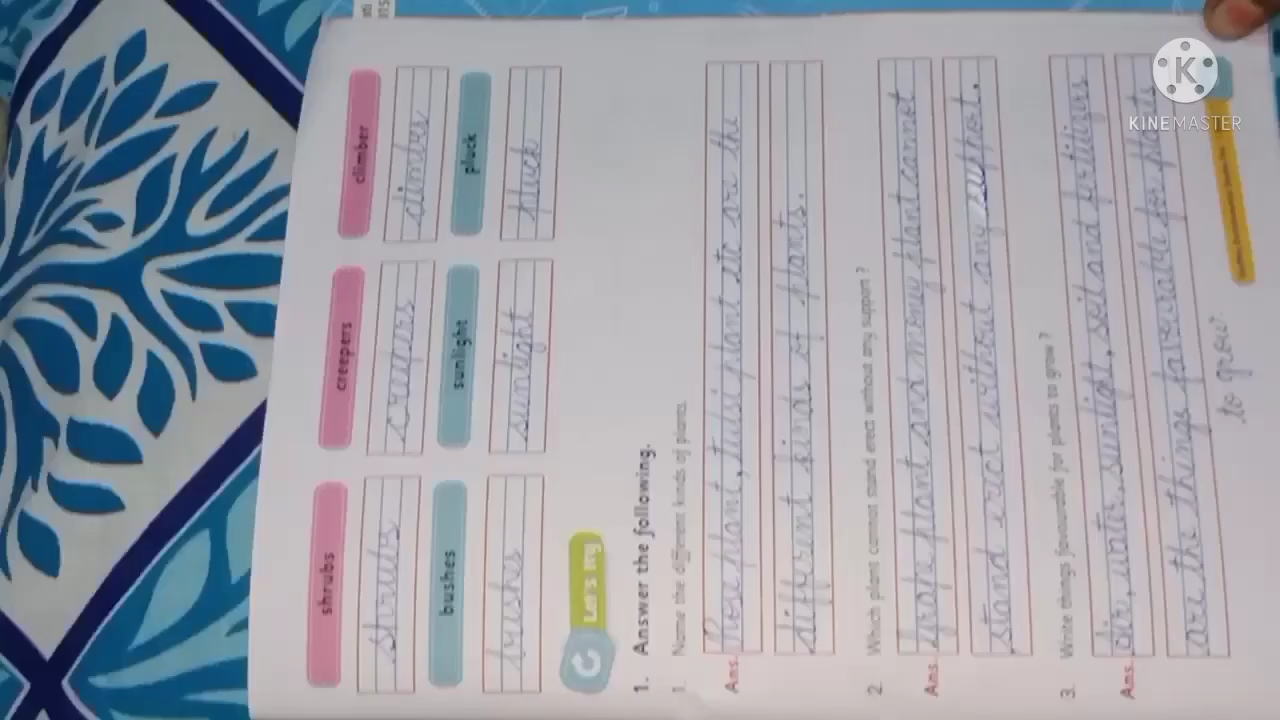 shrubs
creepers
climber
shrubs
creepers
climber
bushes
sunlight
pluck
bushes
sunlight
pluck
Let's try
1. Answer the following.
1. Name the different kinds of plants.
Ans. Rose plant, tulsi plant etc are the
different kinds of plants.
2. Which plant cannot stand erect without any support ?
Ans. Grape plant and money plant cannot
stand erect without any support.
3. Write things favourable for plants to grow ?
Ans. Air, water, sunlight, soil and fertilizers
are the things favourable for plants
to grow.
KINEMASTER